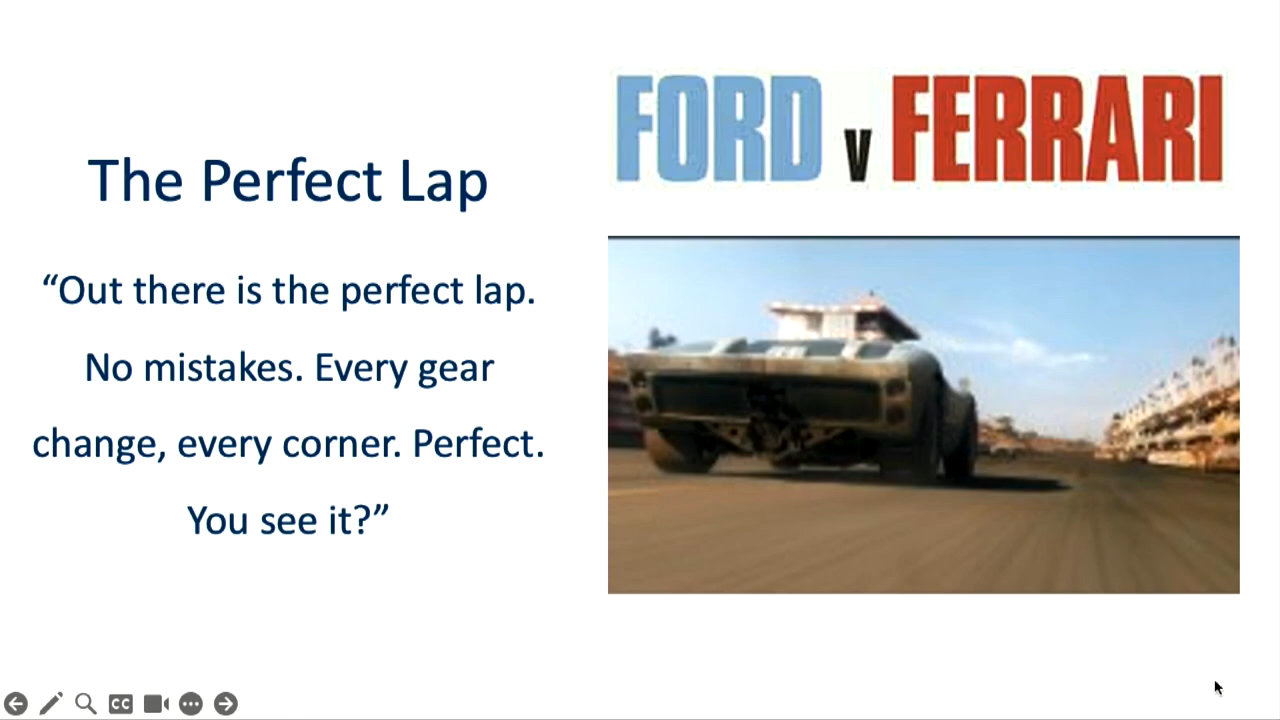 The Perfect Lap
“Out there is the perfect lap.
No mistakes. Every gear
change, every corner. Perfect.
You see it?”
FORD v FERRARI
CC